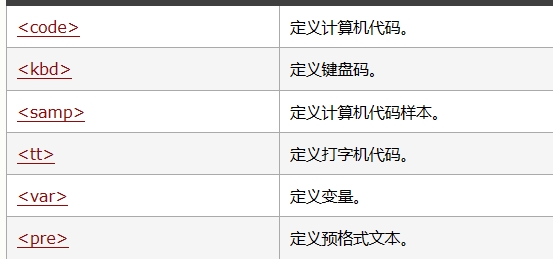 <code> 定义计算机代码。
<kbd> 定义键盘码。
<samp> 定义计算机代码样本。
<tt> 定义打字机代码。
<var> 定义变量。
<pre> 定义预格式文本。